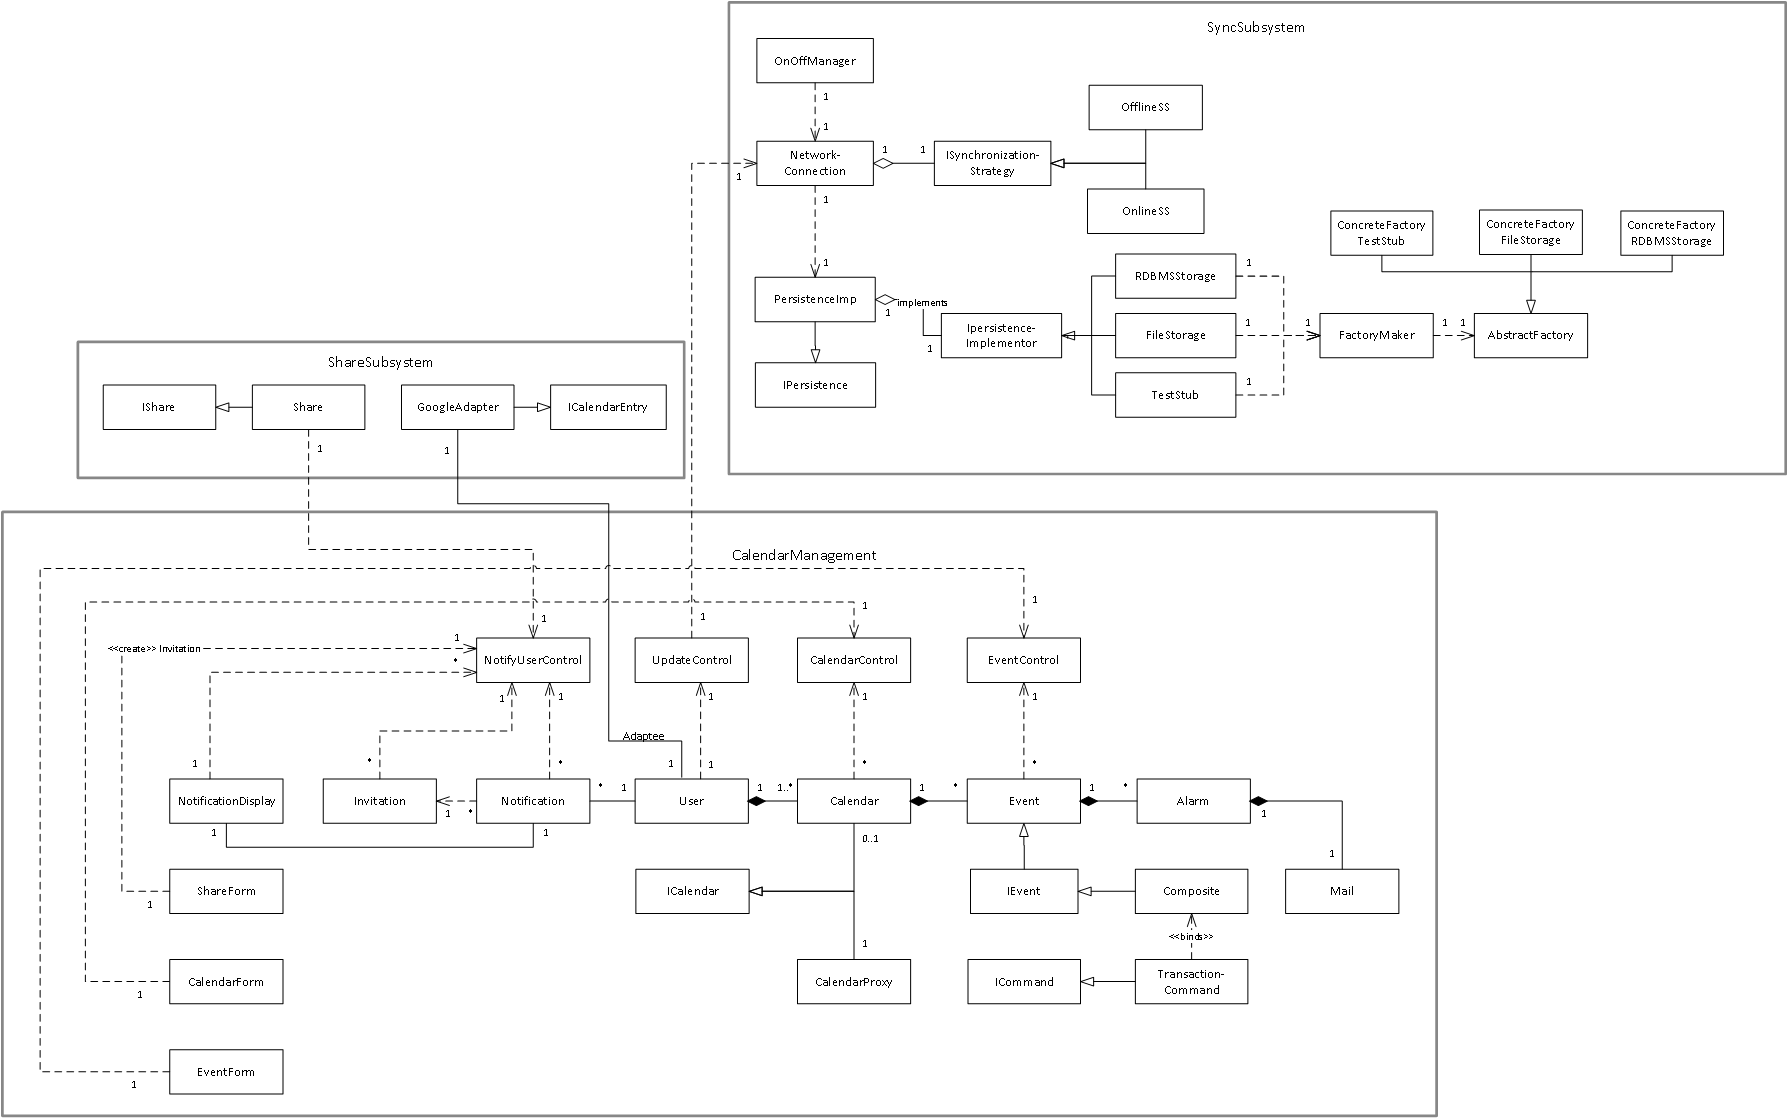 SyncSubsystem
OnOffManager
1
1
OfflineSS
Network-
Connection
1
1
1
1
ISynchronization-
Strategy
OnlineSS
1
PersistenceImp
implements
1
1
Ipersistence-
Implementor
IPersistence
RDBMSStorage
1
FileStorage
1
TestStub
1
1
FactoryMaker
1
1
AbstractFactory
ConcreteFactory
TestStub
ConcreteFactory
FileStorage
ConcreteFactory
RDBMSStorage
ShareSubsystem
IShare
Share
GoogleAdapter
ICalendarEntry
1
1
CalendarManagement
1
1
1
<<create>> Invitation
1
*
NotifyUserControl
1
UpdateControl
CalendarControl
EventControl
1
1
1
1
1
Adaptee
1
*
*
1
1
*
*
NotificationDisplay
Invitation
1
*
Notification
*
1
User
1
1..*
Calendar
1
*
Event
1
*
Alarm
1
1
1
0..1
1
ShareForm
1
ICalendar
IEvent
Composite
Mail
<<binds>>
1
CalendarForm
1
CalendarProxy
ICommand
Transaction-
Command
EventForm
1